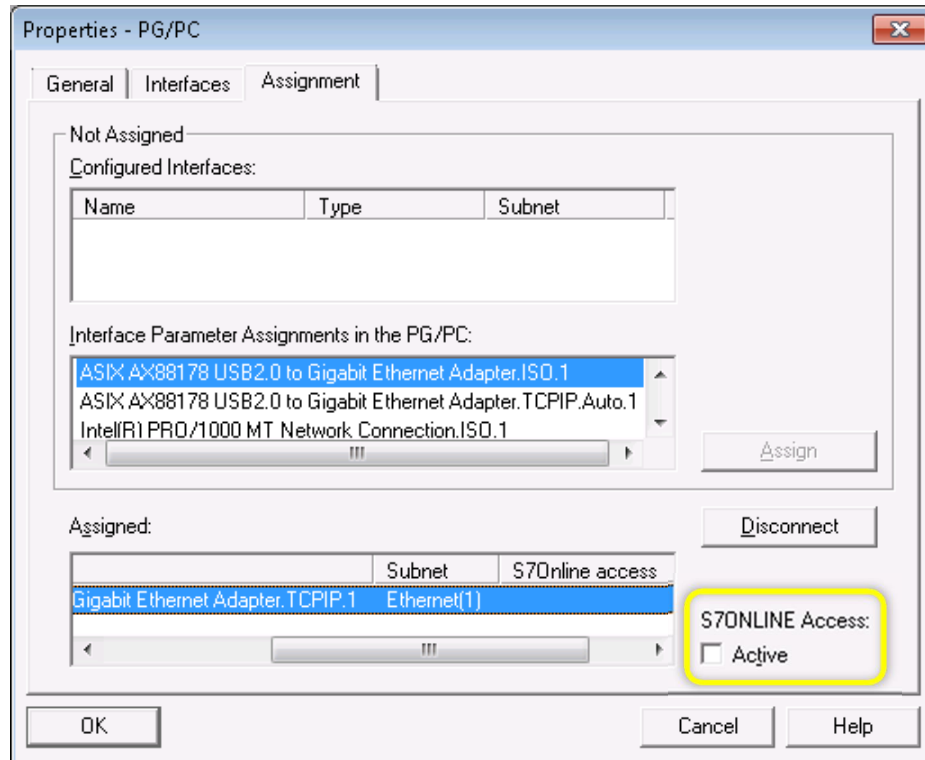 Properties - PG/PC
General Interfaces Assignment
Not Assigned
Configured Interfaces:
Name Type Subnet
Interface Parameter Assignments in the PG/PC:
ASIX AX88178 USB2.0 to Gigabit Ethernet Adapter.ISO.1
ASIX AX88178 USB2.0 to Gigabit Ethernet Adapter.TCPIP.Auto.1
Intel(R) PRO/1000 MT Network Connection.ISO.1
Assign
Assigned:
Disconnect
Subnet S7Online access
Gigabit Ethernet Adapter.TCPIP.1 Ethernet(1)
S7ONLINE Access:
Active
OK Cancel Help